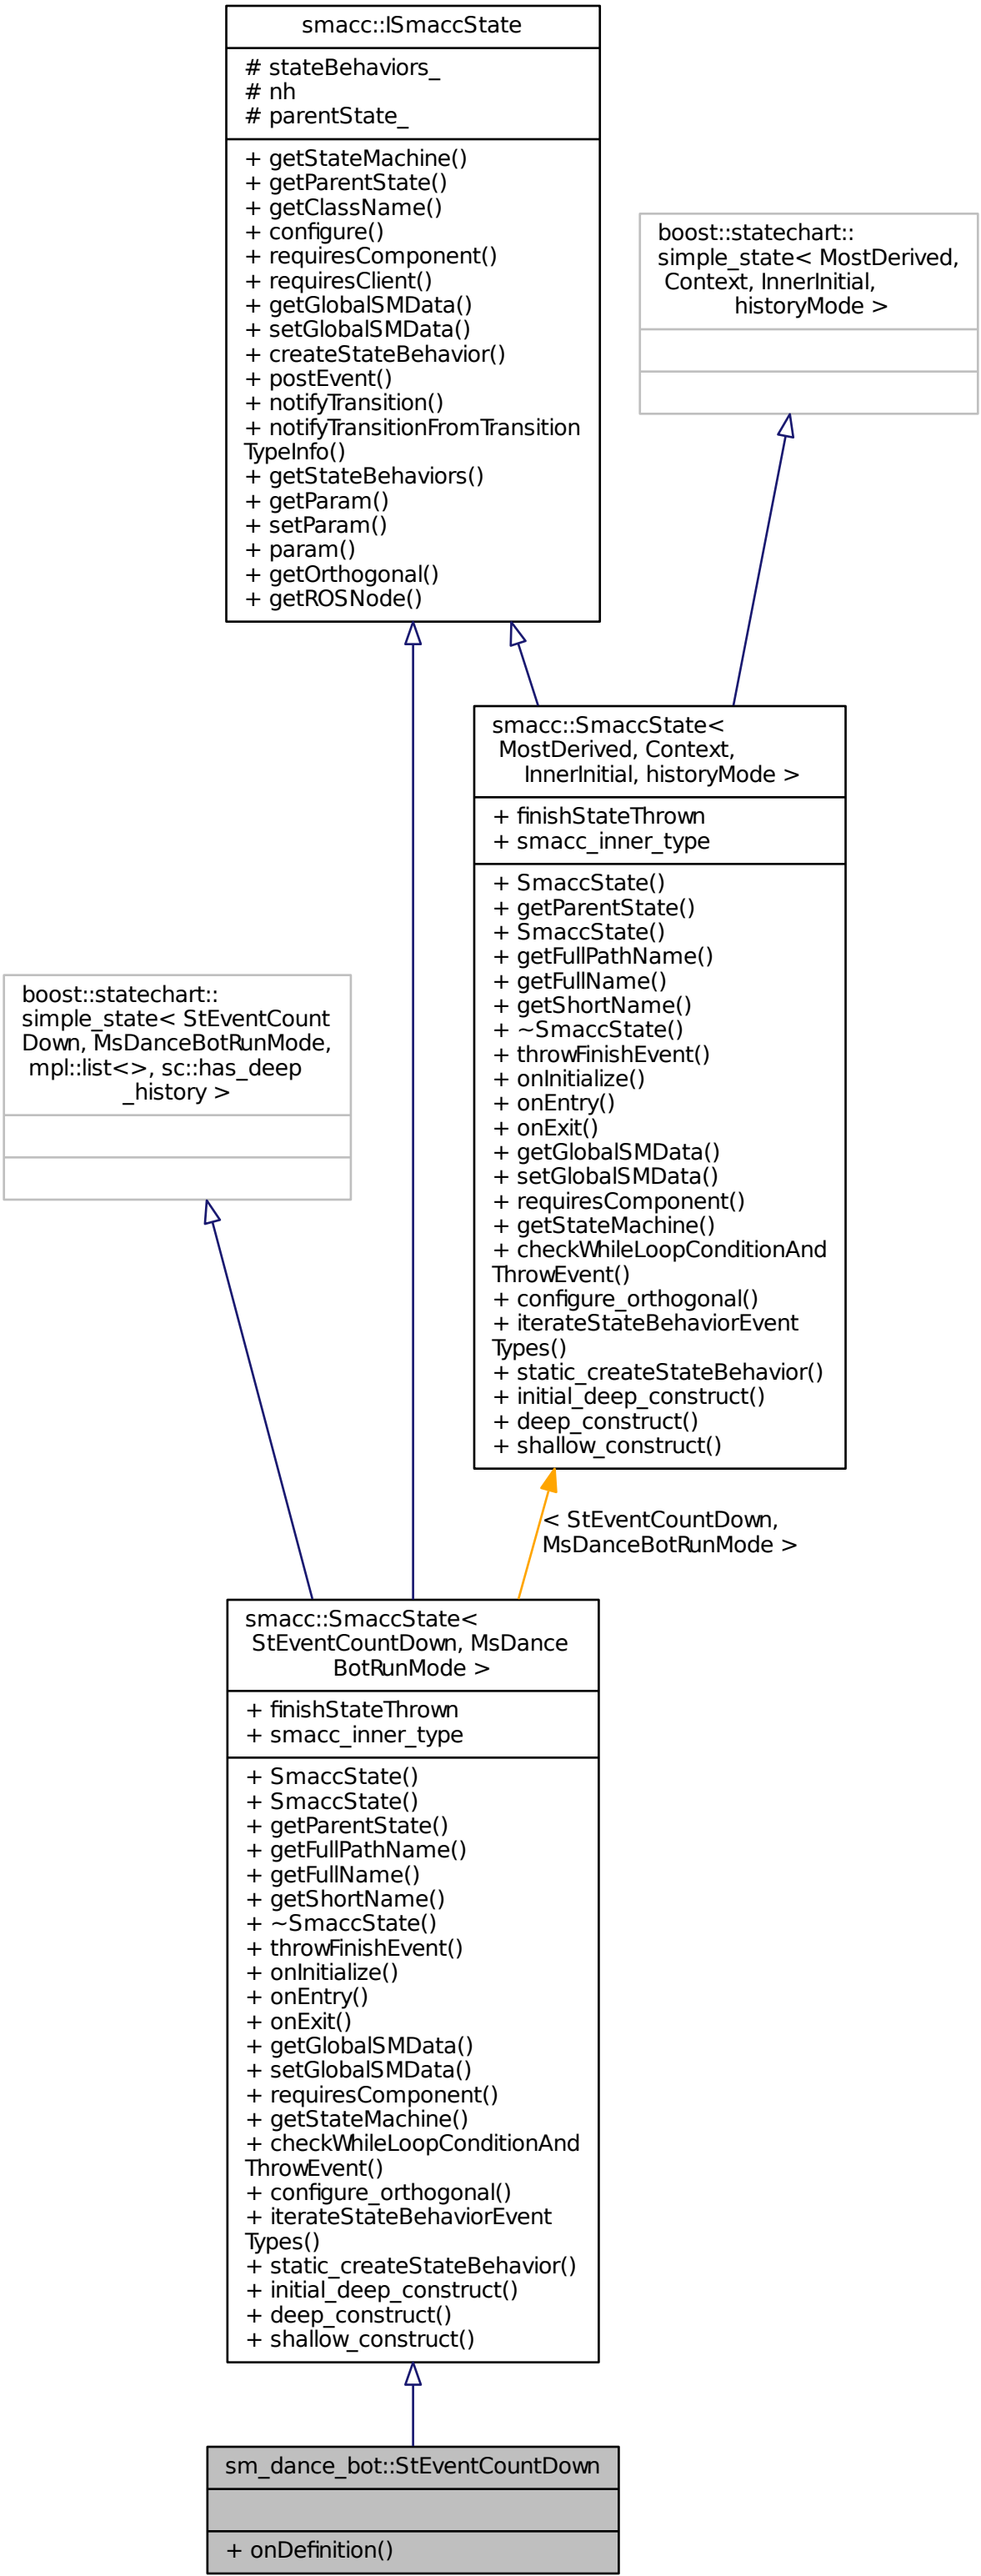 smacc::ISmaccState
# stateBehaviors_
# nh
# parentState_
+ getStateMachine()
+ getParentState()
+ getClassName()
+ configure()
+ requiresComponent()
+ requiresClient()
+ getGlobalSMData()
+ setGlobalSMData()
+ createStateBehavior()
+ postEvent()
+ notifyTransition()
+ notifyTransitionFromTransition
TypeInfo()
+ getStateBehaviors()
+ getParam()
+ setParam()
+ param()
+ getOrthogonal()
+ getROSNode()
boost::statechart::
simple_state< MostDerived,
Context, InnerInitial,
historyMode >
smacc::SmaccState<
MostDerived, Context,
InnerInitial, historyMode >
+ finishStateThrown
+ smacc_inner_type
+ SmaccState()
+ getParentState()
+ SmaccState()
+ getFullPathName()
+ getFullName()
+ getShortName()
+ ~SmaccState()
+ throwFinishEvent()
+ onInitialize()
+ onEntry()
+ onExit()
+ getGlobalSMData()
+ setGlobalSMData()
+ requiresComponent()
+ getStateMachine()
+ checkWhileLoopConditionAnd
ThrowEvent()
+ configure_orthogonal()
+ iterateStateBehaviorEvent
Types()
+ static_createStateBehavior()
+ initial_deep_construct()
+ deep_construct()
+ shallow_construct()
boost::statechart::
simple_state< StEventCount
Down, MsDanceBotRunMode,
mpl::list<>, sc::has_deep
_history >
< StEventCountDown,
MsDanceBotRunMode >
smacc::SmaccState<
StEventCountDown, MsDance
BotRunMode >
+ finishStateThrown
+ smacc_inner_type
+ SmaccState()
+ SmaccState()
+ getParentState()
+ getFullPathName()
+ getFullName()
+ getShortName()
+ ~SmaccState()
+ throwFinishEvent()
+ onInitialize()
+ onEntry()
+ onExit()
+ getGlobalSMData()
+ setGlobalSMData()
+ requiresComponent()
+ getStateMachine()
+ checkWhileLoopConditionAnd
ThrowEvent()
+ configure_orthogonal()
+ iterateStateBehaviorEvent
Types()
+ static_createStateBehavior()
+ initial_deep_construct()
+ deep_construct()
+ shallow_construct()
sm_dance_bot::StEventCountDown
+ onDefinition()